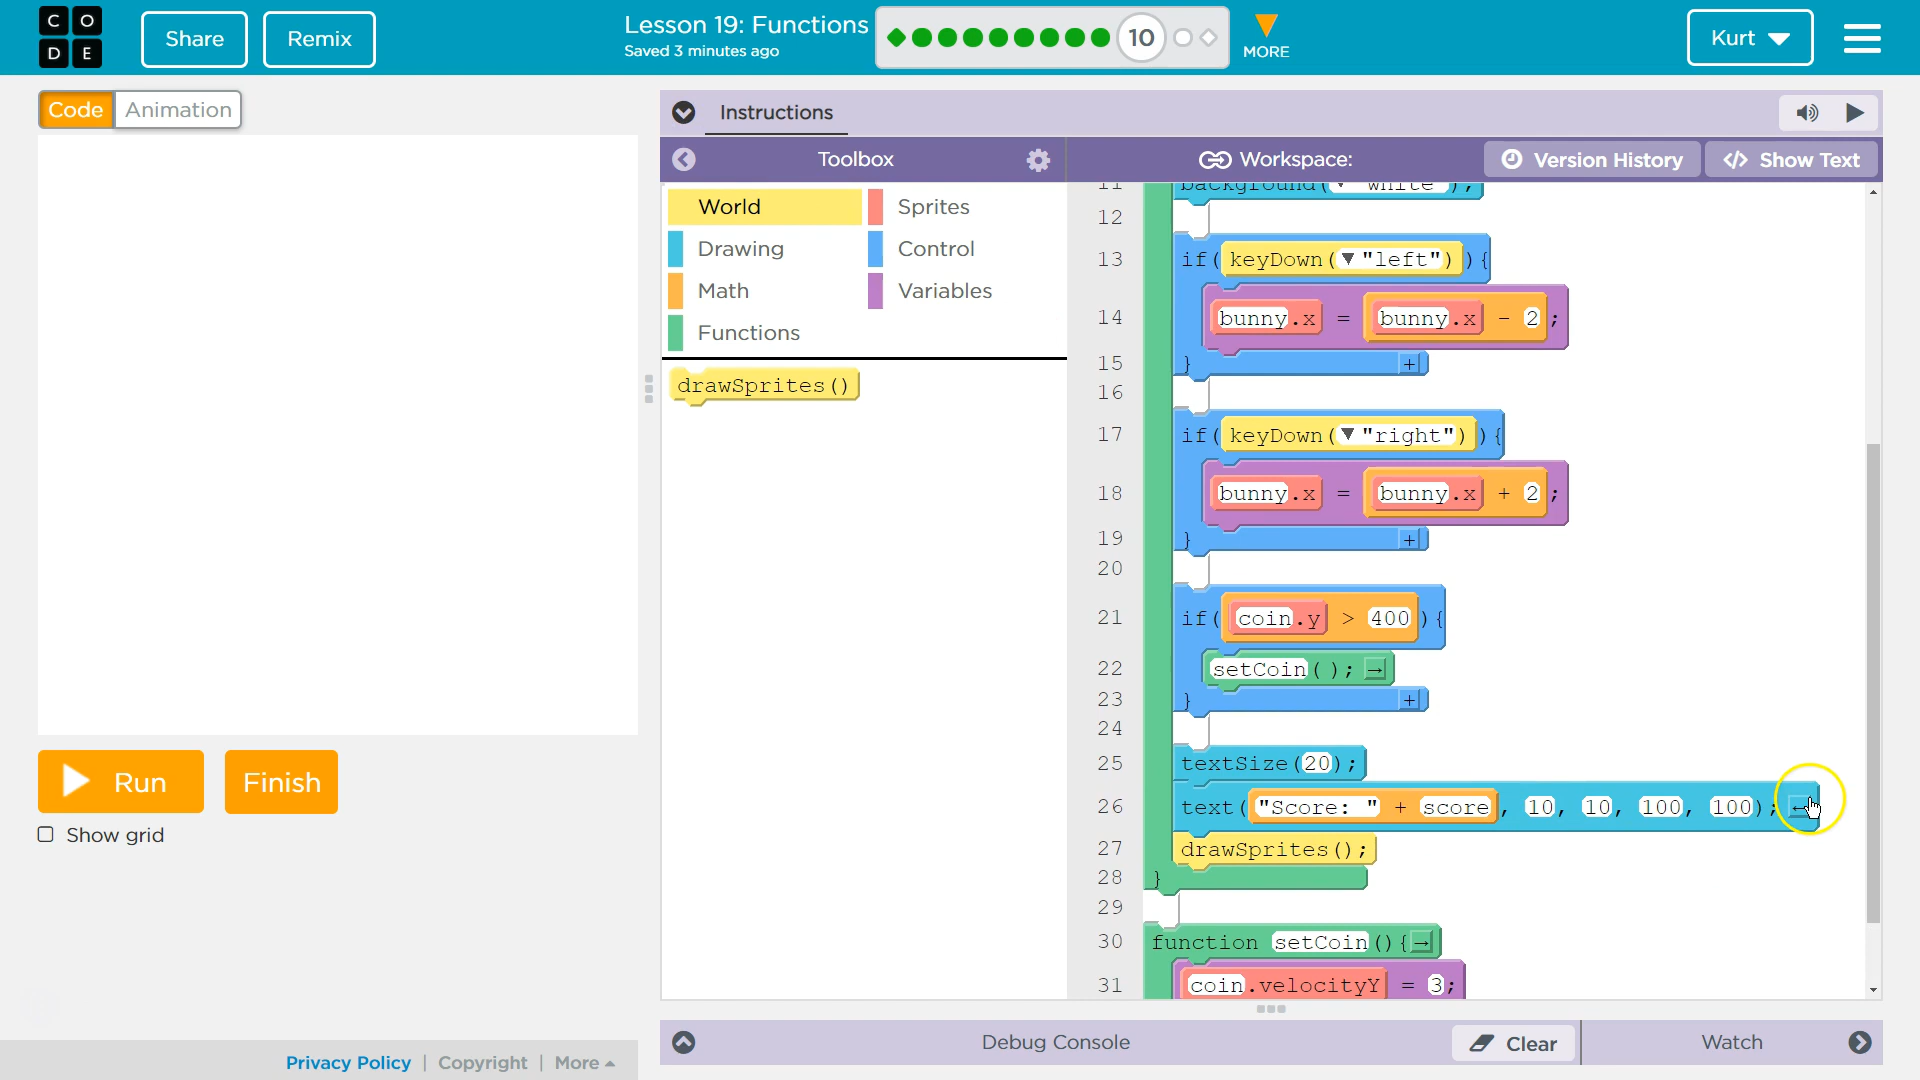 C O
D E
Share
Remix
Lesson 19: Functions
Saved 3 minutes ago
10
MORE
Kurt
Code
Animation
Instructions
Toolbox
Workspace:
Version History
</> Show Text
World
Sprites
Drawing
Control
Math
Variables
Functions
drawSprites()
11 background( ▼ "white" );
12
13 if( keyDown( ▼ "left") ){
14 bunny.x = bunny.x - 2;
15 } +
16
17 if( keyDown( ▼ "right") ){
18 bunny.x = bunny.x + 2;
19 } +
20
21 if( coin.y > 400 ){
22 setCoin(); →
23 } +
24
25 textSize(20);
26 text( "Score: " + score, 10, 10, 100, 100);
27 drawSprites();
28 }
29
30 function setCoin(){ →
31 coin.velocityY = 3;
Run
Finish
Show grid
Debug Console
Clear
Watch
Privacy Policy | Copyright | More